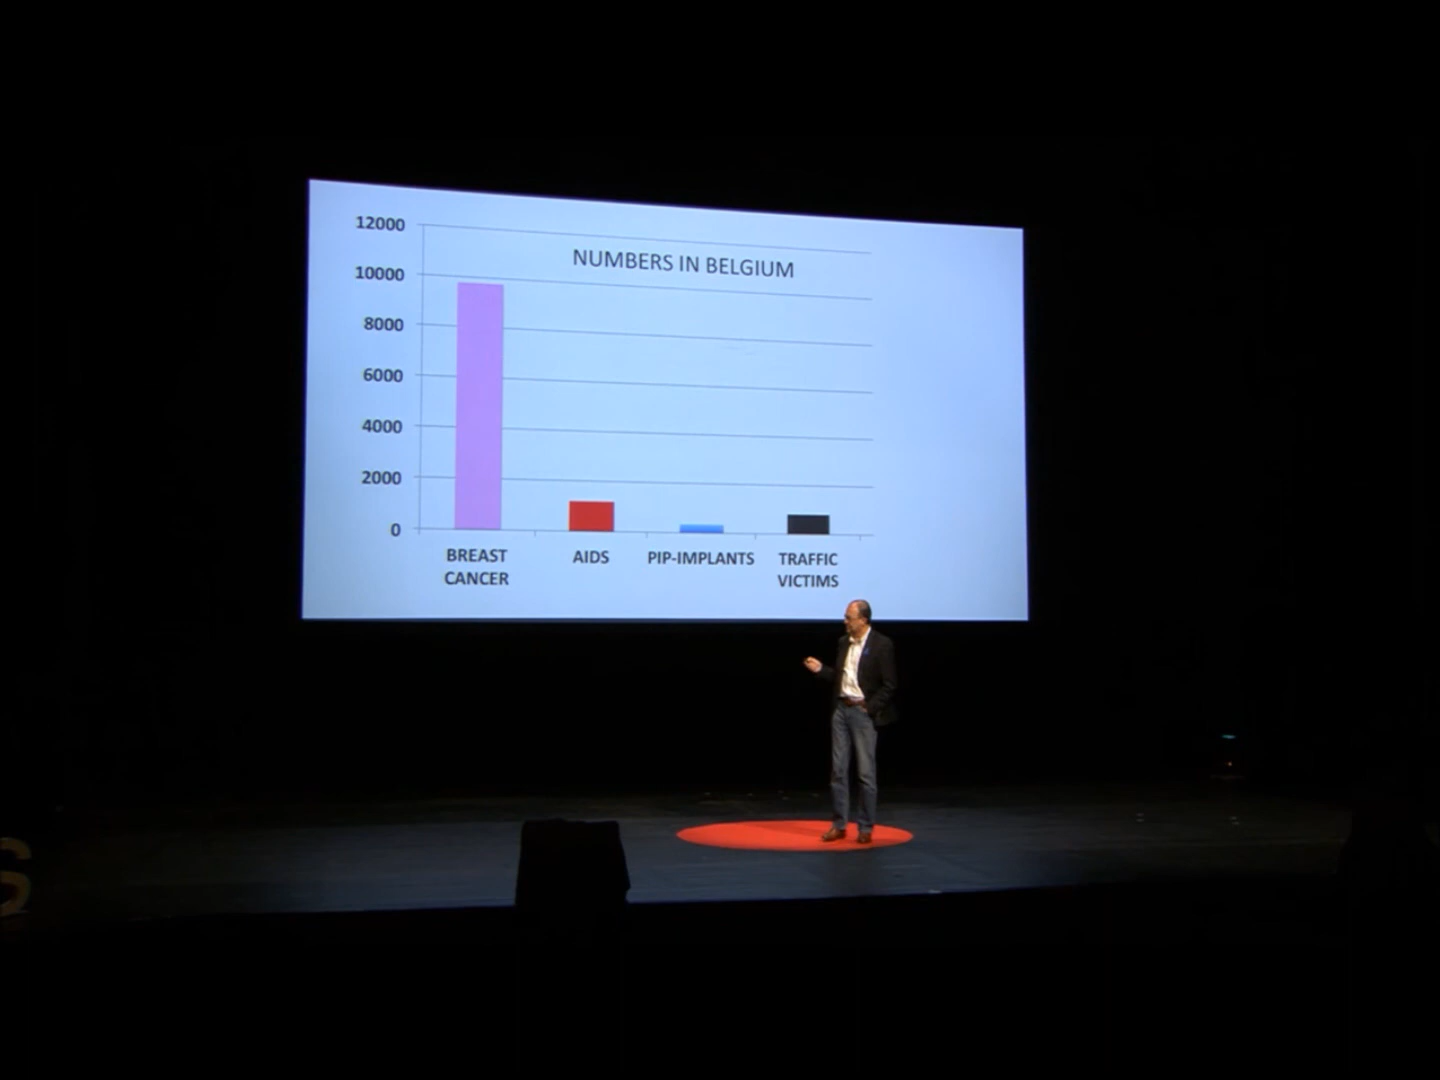 NUMBERS IN BELGIUM
12000
10000
8000
6000
4000
2000
0
BREAST CANCER
AIDS
PIP-IMPLANTS
TRAFFIC VICTIMS
S